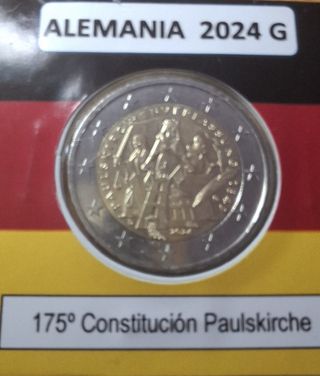 ALEMANIA 2024 G
175º Constitución Paulskirche